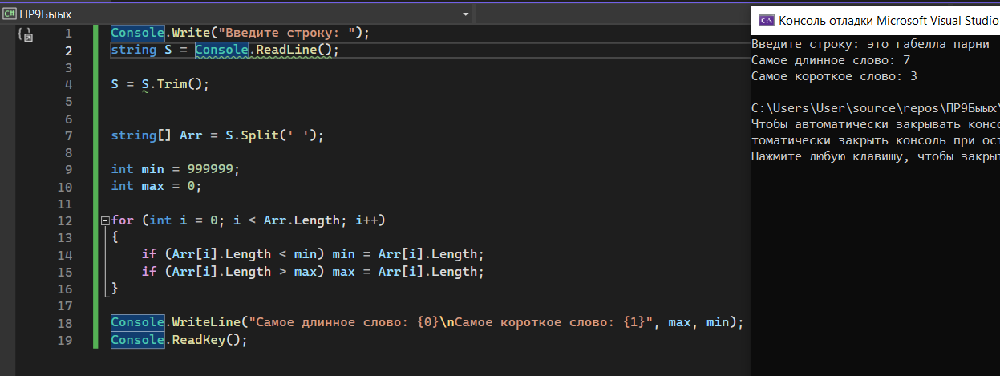 C# ПР9Быых
1 Console.Write("Введите строку: ");
2 string S = Console.ReadLine();
3
4 S = S.Trim();
5
6
7 string[] Arr = S.Split(' ');
8
9 int min = 999999;
10 int max = 0;
11
12 for (int i = 0; i < Arr.Length; i++)
13 {
14 if (Arr[i].Length < min) min = Arr[i].Length;
15 if (Arr[i].Length > max) max = Arr[i].Length;
16 }
17
18 Console.WriteLine("Самое длинное слово: {0}\nСамое короткое слово: {1}", max, min);
19 Console.ReadKey();
Консоль отладки Microsoft Visual Studio
Введите строку: это габелла парни
Самое длинное слово: 7
Самое короткое слово: 3
C:\Users\User\source\repos\ПР9Быых\
Чтобы автоматически закрывать консо
томатически закрыть консоль при ост
Нажмите любую клавишу, чтобы закрыт